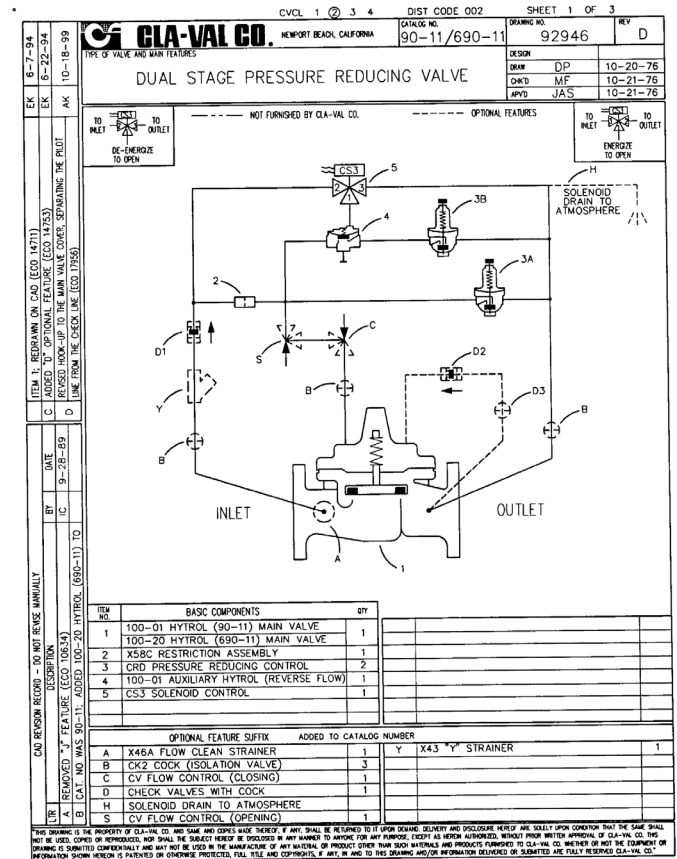 CVCL 1 2 3 4 DIST CODE 002 SHEET 1 OF 3
CLA-VAL CO. NEWPORT BEACH, CALIFORNIA
CATALOG NO.
90-11/690-11
DRAWING NO.
92946
REV
D
TYPE OF VALVE AND MAIN FEATURES
DUAL STAGE PRESSURE REDUCING VALVE
DESIGN
DRAW DP 10-20-76
CHK'D MF 10-21-76
APVD JAS 10-21-76
NOT FURNISHED BY CLA-VAL CO.
OPTIONAL FEATURES
CS3
TO INLET
TO OUTLET
DE-ENERGIZE
TO OPEN
CS3
TO INLET
TO OUTLET
ENERGIZE
TO OPEN
H
SOLENOID
DRAIN TO
ATMOSPHERE
CS3
5
2
3
1
4
3B
3A
2
D1
S
C
D2
D3
Y
B
B
B
INLET
OUTLET
A
1
ITEM NO.
BASIC COMPONENTS
QTY
1 100-01 HYTROL (90-11) MAIN VALVE 1
100-20 HYTROL (690-11) MAIN VALVE
2 X58C RESTRICTION ASSEMBLY 1
3 CRD PRESSURE REDUCING CONTROL 2
4 100-01 AUXILIARY HYTROL (REVERSE FLOW) 1
5 CS3 SOLENOID CONTROL 1
OPTIONAL FEATURE SUFFIX ADDED TO CATALOG NUMBER
A X46A FLOW CLEAN STRAINER 1
Y X43 "Y" STRAINER 1
B CK2 COCK (ISOLATION VALVE) 3
C CV FLOW CONTROL (CLOSING) 1
D CHECK VALVES WITH COCK 1
H SOLENOID DRAIN TO ATMOSPHERE
S CV FLOW CONTROL (OPENING) 1
EK 6-7-94
EK 6-22-94
AK 10-18-99
ITEM 1; REDRAWN ON CAD (ECO 14711)
C ADDED "D" OPTIONAL FEATURE (ECO 14753)
D REVISED HOOK-UP TO THE MAIN VALVE COVER, SEPARATING THE PILOT
LINE FROM THE CHECK LINE (ECO 17956)
CAD REVISION RECORD - DO NOT REVISE MANUALLY
LTR DESCRIPTION BY DATE
A REMOVED "J" FEATURE (ECO 10634) IC 9-28-89
B CAT. NO WAS 90-11; ADDED 100-20 HYTROL (690-11) TO
"THIS DRAWING IS THE PROPERTY OF CLA-VAL CO. AND SAME AND COPIES MADE THEREOF, IF ANY, SHALL BE RETURNED TO IT UPON DEMAND. DELIVERY AND DISCLOSURE HEREOF ARE SOLELY UPON CONDITION THAT THE SAME SHALL
NOT BE USED, COPIED OR REPRODUCED, NOR SHALL THE SUBJECT HEREOF BE DISCLOSED IN ANY MANNER TO ANYONE FOR ANY PURPOSE, EXCEPT AS HEREIN AUTHORIZED, WITHOUT PRIOR WRITTEN APPROVAL OF CLA-VAL CO. THIS
DRAWING IS SUBMITTED CONFIDENTIALLY AND MAY NOT BE USED IN THE MANUFACTURE OF ANY MATERIAL OR PRODUCT OTHER THAN SUCH MATERIALS AND PRODUCTS FURNISHED TO CLA-VAL CO. WHETHER OR NOT THE EQUIPMENT OR
INFORMATION SHOWN HEREON IS PATENTED OR OTHERWISE PROTECTED, FULL TITLE AND COPYRIGHTS, IF ANY, IN AND TO THIS DRAWING AND/OR INFORMATION DELIVERED OR SUBMITTED ARE FULLY RESERVED CLA-VAL CO."